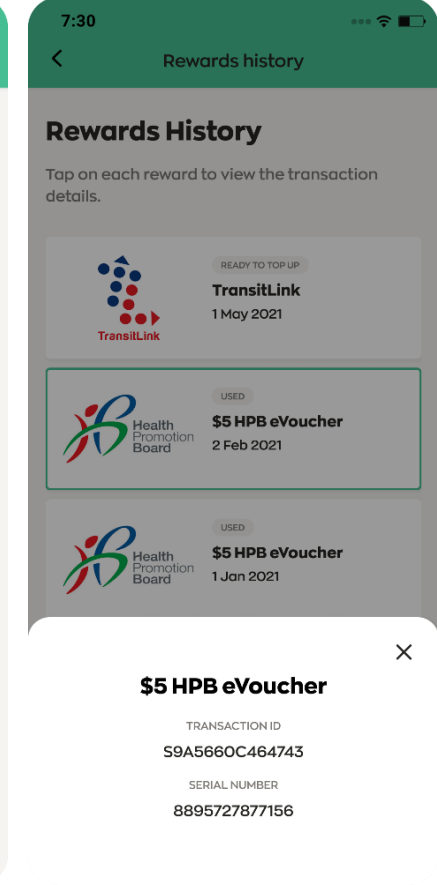 7:30
Rewards history
Rewards History
Tap on each reward to view the transaction
details.
READY TO TOP UP
TransitLink
1 May 2021
TransitLink
USED
$5 HPB eVoucher
2 Feb 2021
Health
Promotion
Board
USED
$5 HPB eVoucher
1 Jan 2021
Health
Promotion
Board
$5 HPB eVoucher
TRANSACTION ID
S9A5660C464743
SERIAL NUMBER
8895727877156